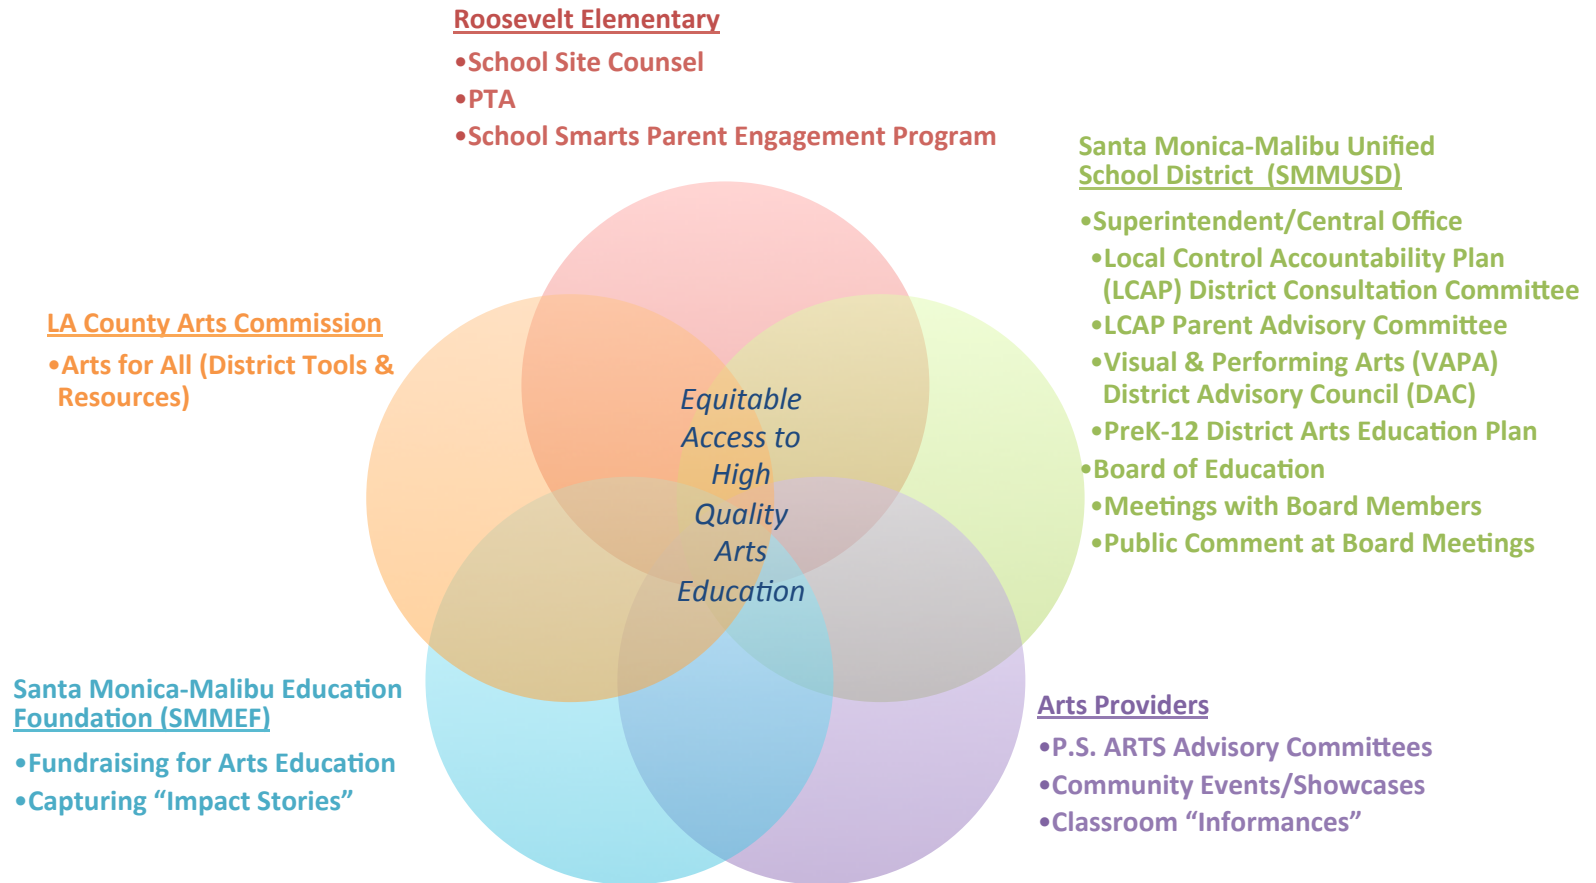 Roosevelt Elementary
•School Site Counsel
•PTA
•School Smarts Parent Engagement Program
Santa Monica-Malibu Unified
School District (SMMUSD)
•Superintendent/Central Office
•Local Control Accountability Plan
(LCAP) District Consultation Committee
•LCAP Parent Advisory Committee
•Visual & Performing Arts (VAPA)
District Advisory Council (DAC)
•PreK-12 District Arts Education Plan
•Board of Education
•Meetings with Board Members
•Public Comment at Board Meetings
LA County Arts Commission
•Arts for All (District Tools &
Resources)
Equitable
Access to
High
Quality
Arts
Education
Santa Monica-Malibu Education
Foundation (SMMEF)
•Fundraising for Arts Education
•Capturing “Impact Stories”
Arts Providers
•P.S. ARTS Advisory Committees
•Community Events/Showcases
•Classroom “Informances”